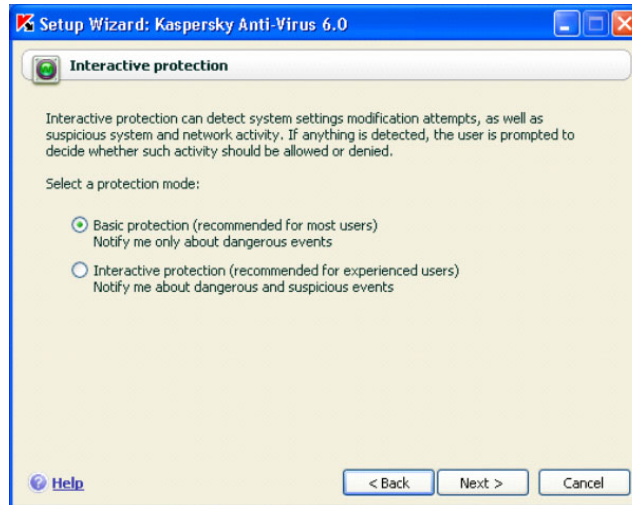 Setup Wizard: Kaspersky Anti-Virus 6.0
Interactive protection
Interactive protection can detect system settings modification attempts, as well as
suspicious system and network activity. If anything is detected, the user is prompted to
decide whether such activity should be allowed or denied.
Select a protection mode:
Basic protection (recommended for most users)
Notify me only about dangerous events
Interactive protection (recommended for experienced users)
Notify me about dangerous and suspicious events
Help
< Back
Next >
Cancel